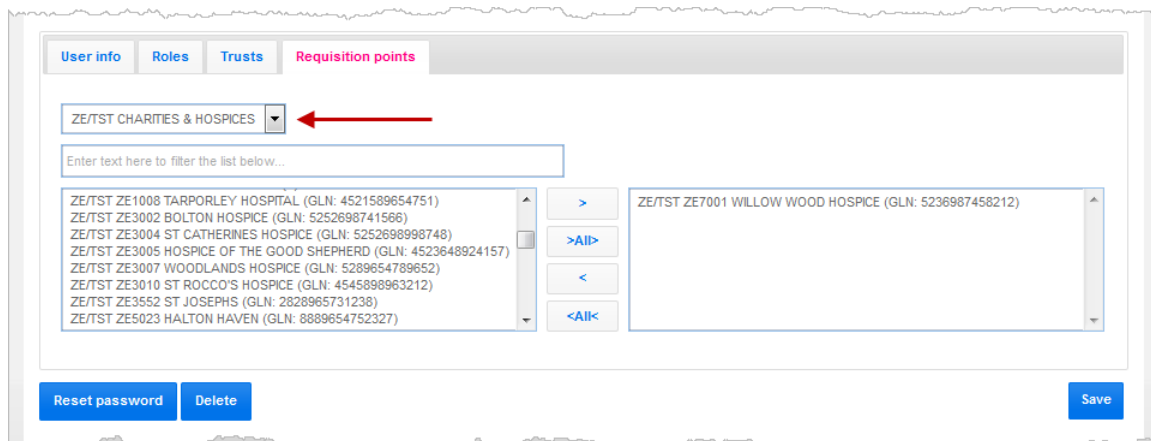 User info Roles Trusts Requisition points
ZE/TST CHARITIES & HOSPICES
Enter text here to filter the list below...
ZE/TST ZE1008 TARPORLEY HOSPITAL (GLN: 4521589654751)
ZE/TST ZE3002 BOLTON HOSPICE (GLN: 5252698741566)
ZE/TST ZE3004 ST CATHERINES HOSPICE (GLN: 5252698998748)
ZE/TST ZE3005 HOSPICE OF THE GOOD SHEPHERD (GLN: 4523648924157)
ZE/TST ZE3007 WOODLANDS HOSPICE (GLN: 5289654789652)
ZE/TST ZE3010 ST ROCCO'S HOSPICE (GLN: 4545898963212)
ZE/TST ZE3552 ST JOSEPHS (GLN: 2828965731238)
ZE/TST ZE5023 HALTON HAVEN (GLN: 8889654752327)
>
>All>
<
<All<
ZE/TST ZE7001 WILLOW WOOD HOSPICE (GLN: 5236987458212)
Reset password Delete Save